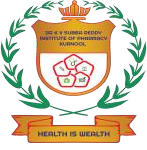 DR K V SUBBA REDDY
INSTITUTE OF PHARMACY
KURNOOL
HEALTH IS WEALTH